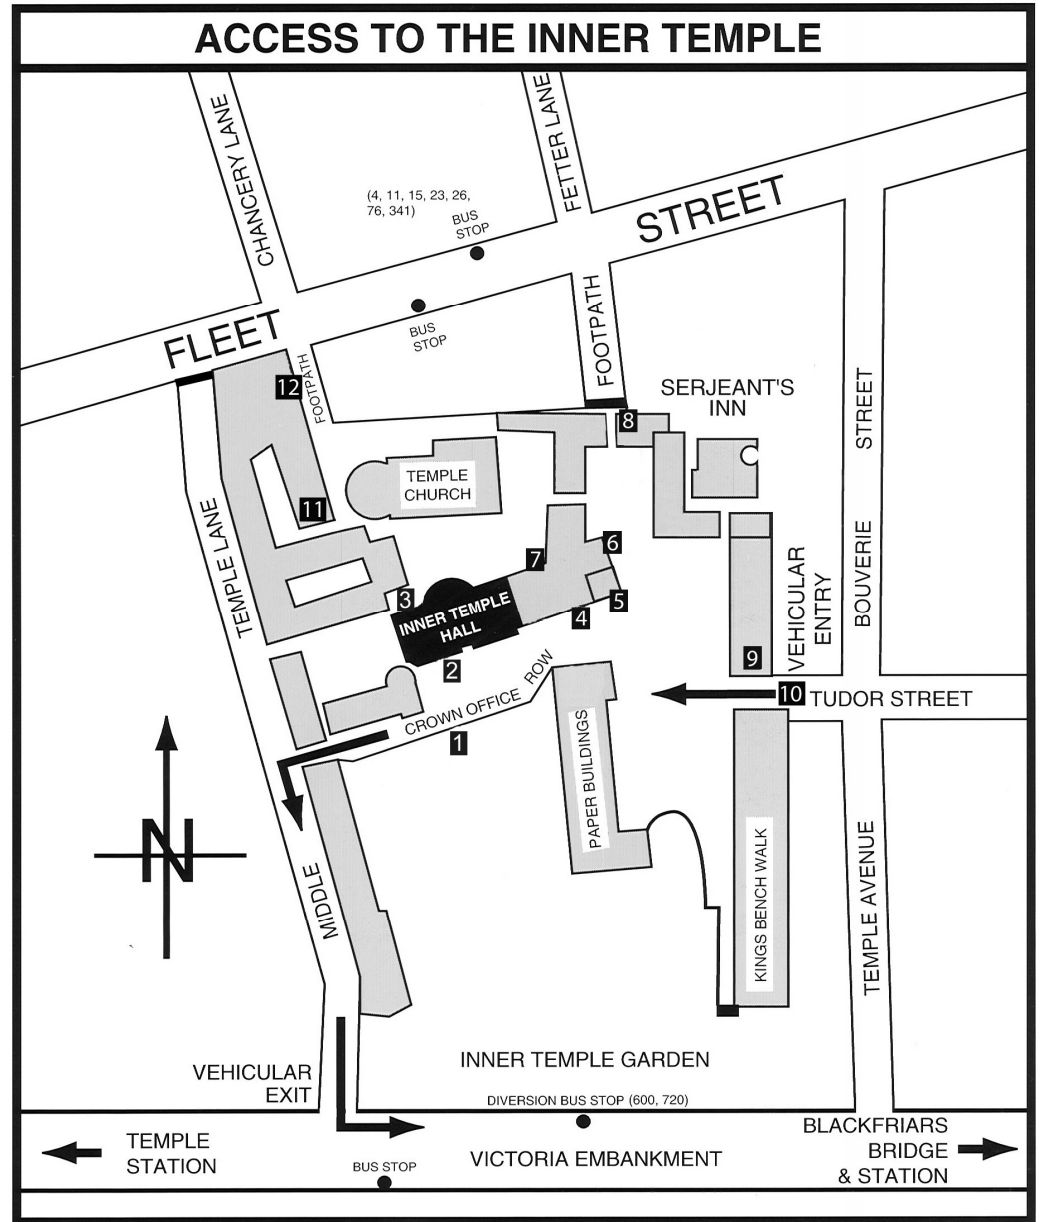 ACCESS TO THE INNER TEMPLE
CHANCERY LANE
FETTER LANE
(4, 11, 15, 23, 26,
76, 341)
BUS
STOP
FLEET
STREET
BUS
STOP
FOOTPATH
FOOTPATH
12
8
SERJEANT'S
INN
TEMPLE
CHURCH
11
7
6
5
4
3
INNER TEMPLE
HALL
2
TEMPLE LANE
MIDDLE
BOUVERIE STREET
VEHICULAR
ENTRY
9
10
TUDOR STREET
CROWN OFFICE ROW
1
PAPER BUILDINGS
KINGS BENCH WALK
TEMPLE AVENUE
N
INNER TEMPLE GARDEN
VEHICULAR
EXIT
DIVERSION BUS STOP (600, 720)
TEMPLE
STATION
BUS STOP
VICTORIA EMBANKMENT
BLACKFRIARS
BRIDGE
& STATION